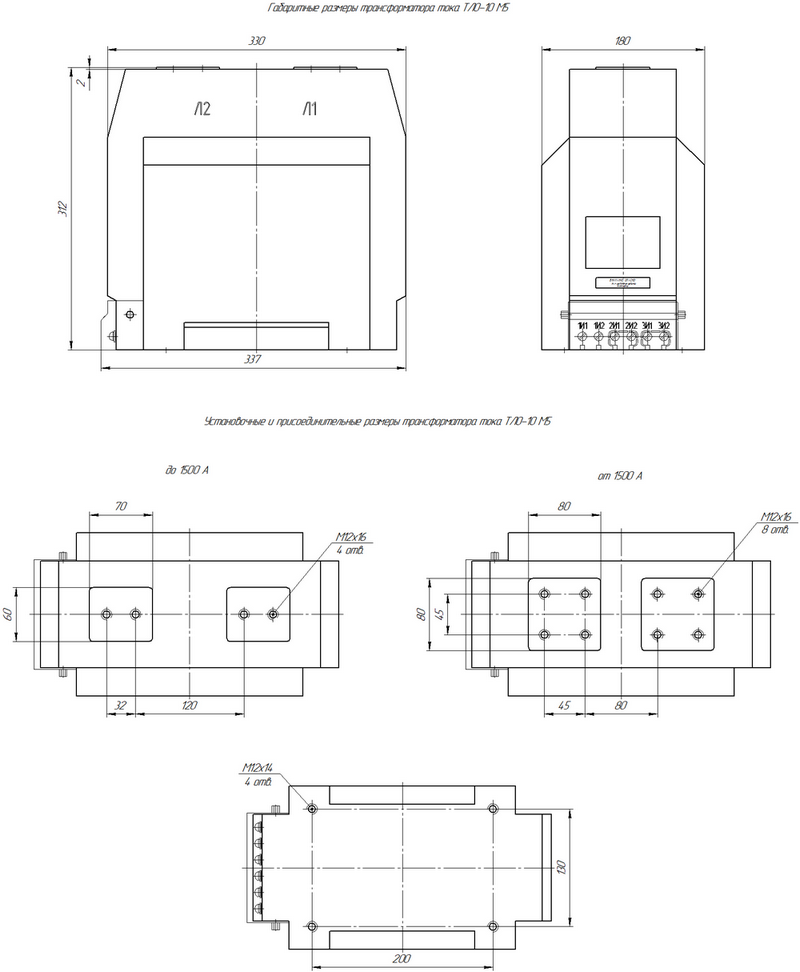 Габаритные размеры трансформатора тока ТЛО-10 М5
330
180
2
Л2
Л1
312
1И1 1И2 2И1 2И2 3И1 3И2
337
Установочные и присоединительные размеры трансформатора тока ТЛО-10 М5
до 1500 А
от 1500 А
70
80
М12х16
4 отв.
М12х16
8 отв.
60
80
45
32
120
45
80
М12х14
4 отв.
130
200